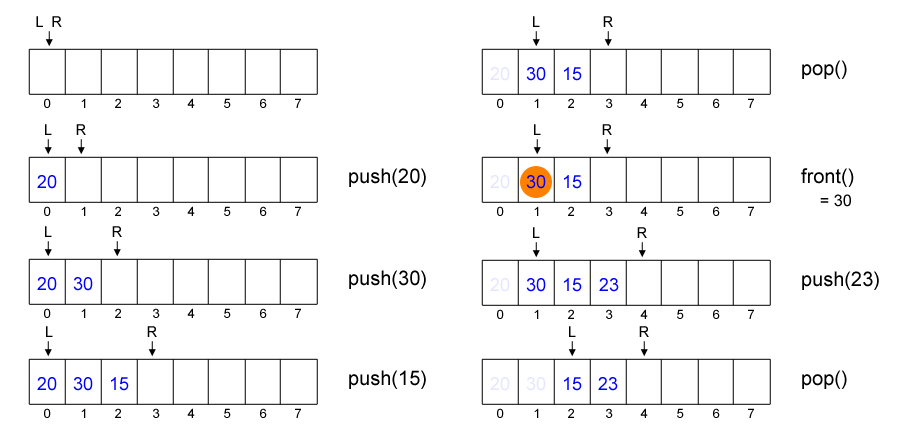 L R
0 1 2 3 4 5 6 7
L R
20
0 1 2 3 4 5 6 7
push(20)
L R
20 30
0 1 2 3 4 5 6 7
push(30)
L R
20 30 15
0 1 2 3 4 5 6 7
push(15)
L R
20 30 15
0 1 2 3 4 5 6 7
pop()
L R
20 30 15
0 1 2 3 4 5 6 7
front()
= 30
L R
20 30 15 23
0 1 2 3 4 5 6 7
push(23)
L R
20 30 15 23
0 1 2 3 4 5 6 7
pop()